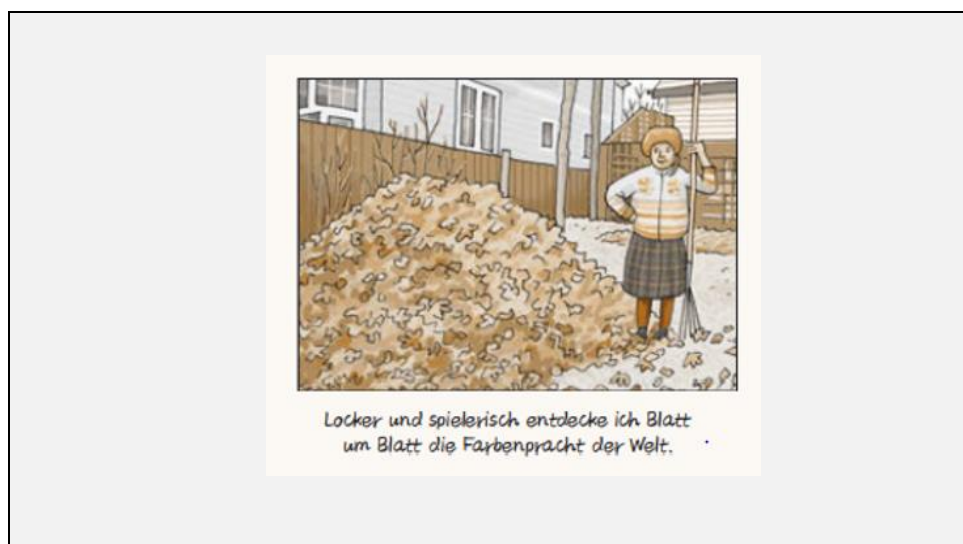 Locker und spielerisch entdecke ich Blatt
um Blatt die Farbenpracht der Welt.